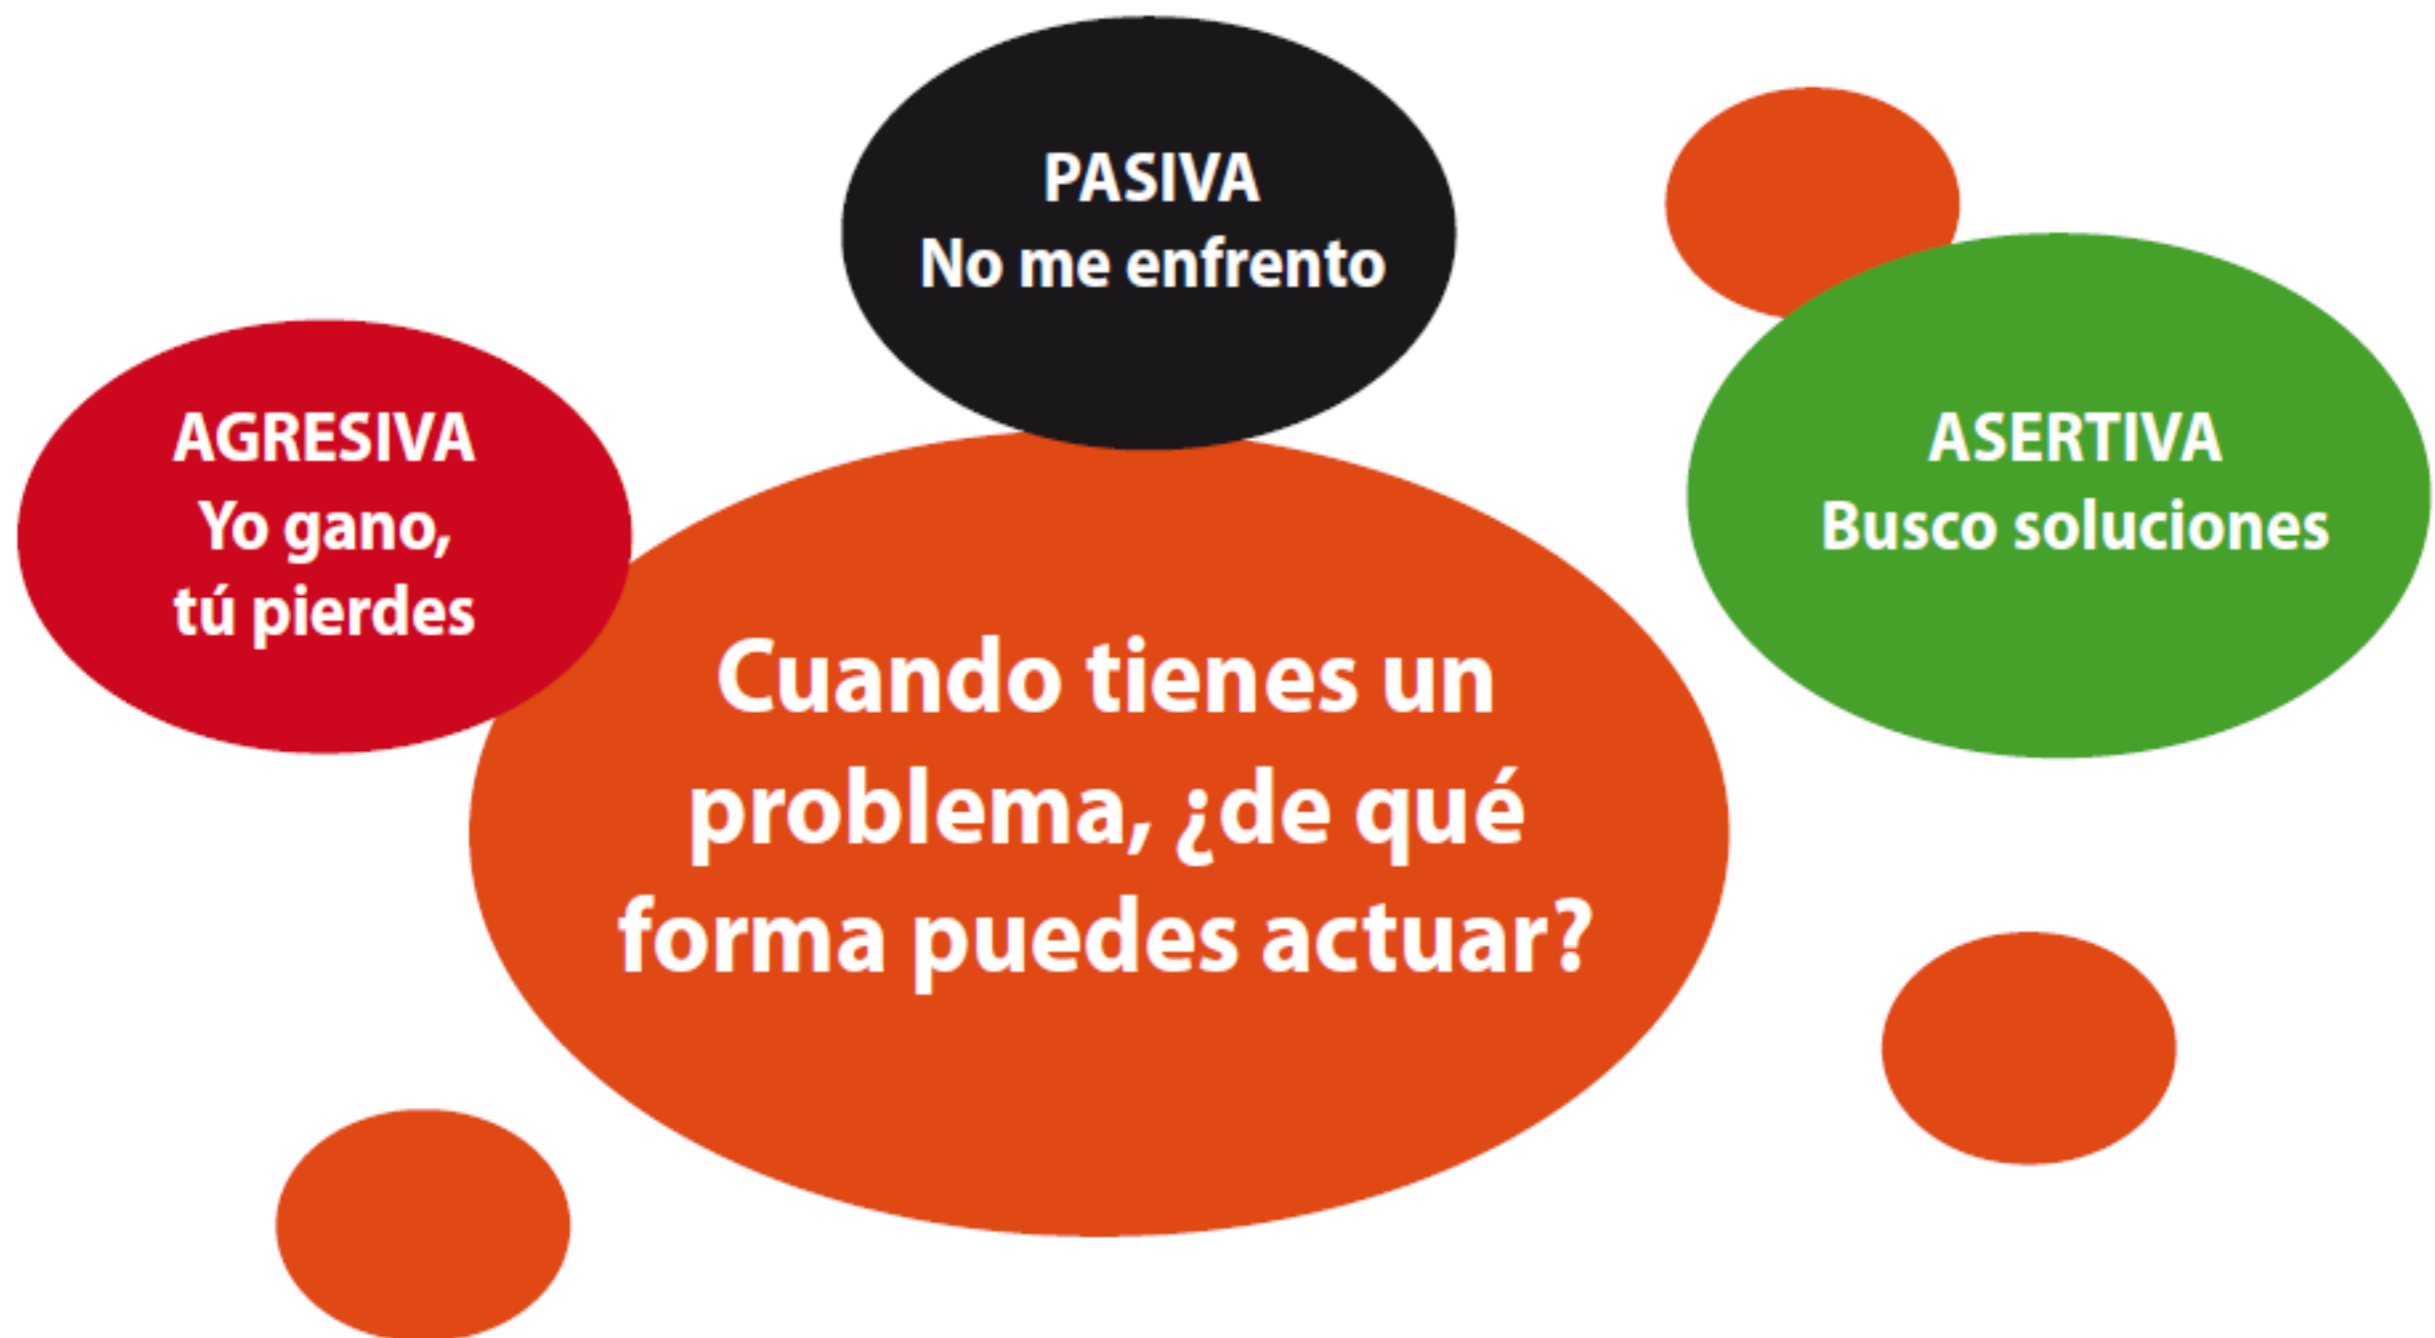 PASIVA
No me enfrento
AGRESIVA
Yo gano,
tú pierdes
ASERTIVA
Busco soluciones
Cuando tienes un
problema, ¿de qué
forma puedes actuar?